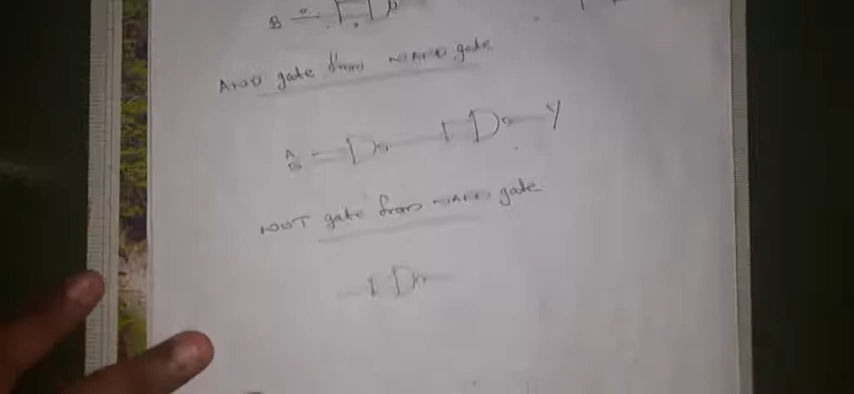 B
AND gate from NAND gate
A
B
Y
NOT gate from NAND gate